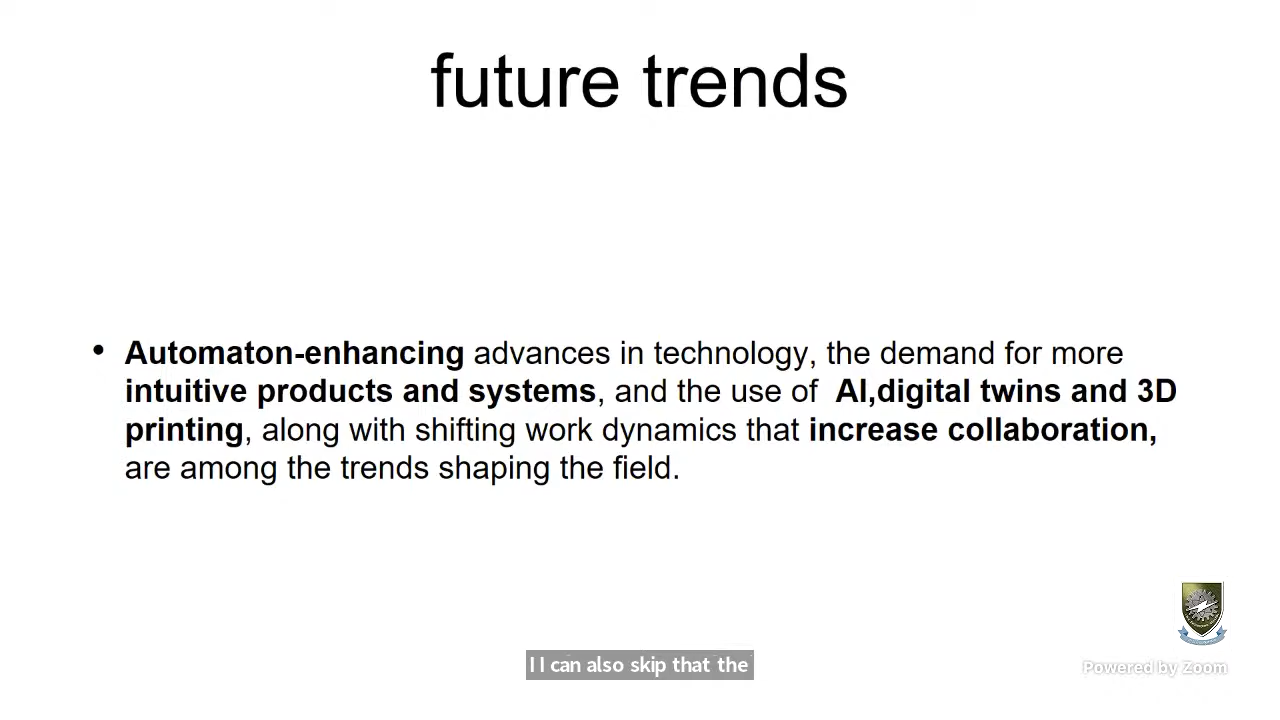 future trends
• Automaton-enhancing advances in technology, the demand for more
intuitive products and systems, and the use of AI,digital twins and 3D
printing, along with shifting work dynamics that increase collaboration,
are among the trends shaping the field.
I I can also skip that the
Powered by Zoom